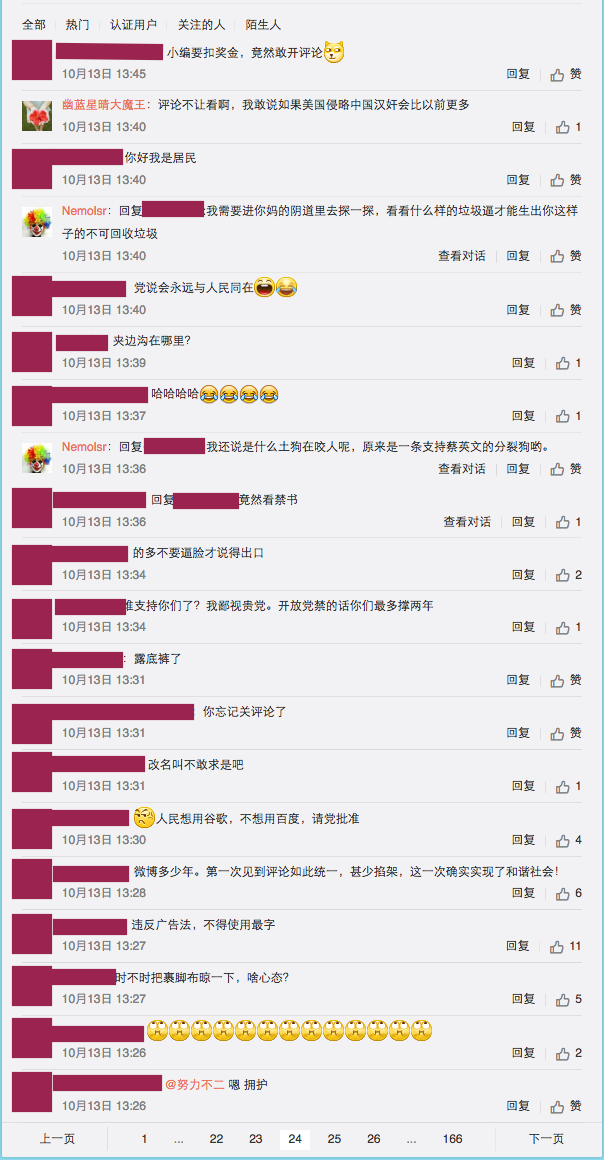 全部 热门 认证用户 关注的人 陌生人
小编要扣奖金，竟然敢开评论
10月13日 13:45 回复 赞
幽蓝星晴大魔王：评论不让看啊，我敢说如果美国侵略中国汉奸会比以前更多
10月13日 13:40 回复 1
你好我是居民
10月13日 13:40 回复 赞
Nemolsr：回复 :我需要进你妈的阴道里去探一探，看看什么样的垃圾逼才能生出你这样
子的不可回收垃圾
10月13日 13:40 查看对话 回复 赞
党说会永远与人民同在
10月13日 13:40 回复 赞
夹边沟在哪里？
10月13日 13:39 回复 1
哈哈哈哈
10月13日 13:37 回复 1
Nemolsr：回复 我还说是什么土狗在咬人呢，原来是一条支持蔡英文的分裂狗哟。
10月13日 13:36 查看对话 回复 赞
回复 竟然看禁书
10月13日 13:36 查看对话 回复 1
的多不要逼脸才说得出口
10月13日 13:34 回复 2
支持你们了？我鄙视贵党。开放党禁的话你们最多撑两年
10月13日 13:34 回复 1
：露底裤了
10月13日 13:31 回复 赞
你忘记关评论了
10月13日 13:31 回复 赞
改名叫不敢求是吧
10月13日 13:31 回复 1
人民想用谷歌，不想用百度，请党批准
10月13日 13:30 回复 4
微博多少年。第一次见到评论如此统一，甚少掐架，这一次确实实现了和谐社会！
10月13日 13:28 回复 6
违反广告法，不得使用最字
10月13日 13:27 回复 11
时不时把裹脚布晾一下，啥心态？
10月13日 13:27 回复 5
10月13日 13:26 回复 2
@努力不二 嗯 拥护
10月13日 13:26 回复 赞
上一页 1 ... 22 23 24 25 26 ... 166 下一页